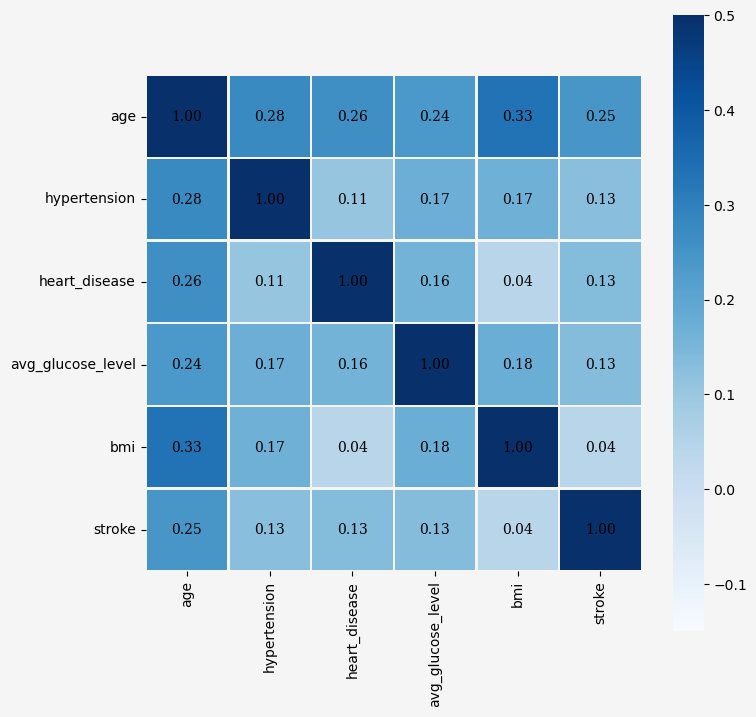 age 1.00 0.28 0.26 0.24 0.33 0.25
hypertension 0.28 1.00 0.11 0.17 0.17 0.13
heart_disease 0.26 0.11 1.00 0.16 0.04 0.13
avg_glucose_level 0.24 0.17 0.16 1.00 0.18 0.13
bmi 0.33 0.17 0.04 0.18 1.00 0.04
stroke 0.25 0.13 0.13 0.13 0.04 1.00
age
hypertension
heart_disease
avg_glucose_level
bmi
stroke
0.5
0.4
0.3
0.2
0.1
0.0
−0.1